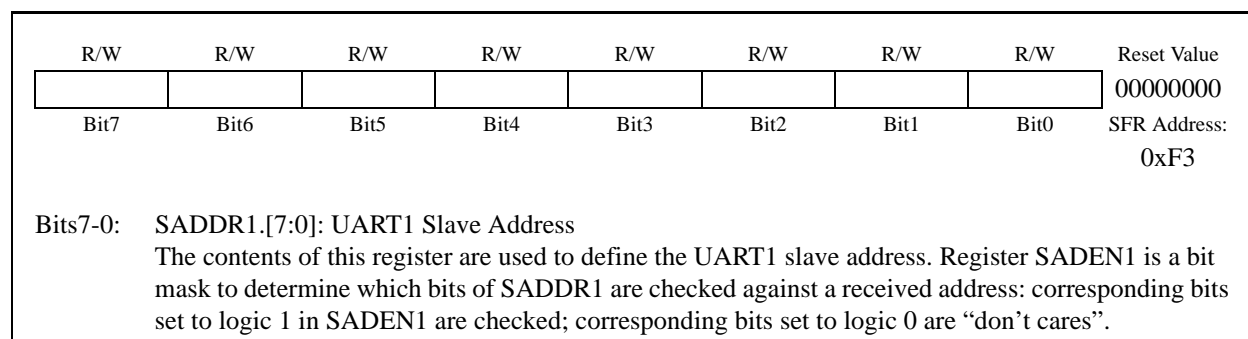 R/W R/W R/W R/W R/W R/W R/W R/W Reset Value
00000000
Bit7 Bit6 Bit5 Bit4 Bit3 Bit2 Bit1 Bit0 SFR Address:
0xF3
Bits7-0: SADDR1.[7:0]: UART1 Slave Address
The contents of this register are used to define the UART1 slave address. Register SADEN1 is a bit
mask to determine which bits of SADDR1 are checked against a received address: corresponding bits
set to logic 1 in SADEN1 are checked; corresponding bits set to logic 0 are “don’t cares”.